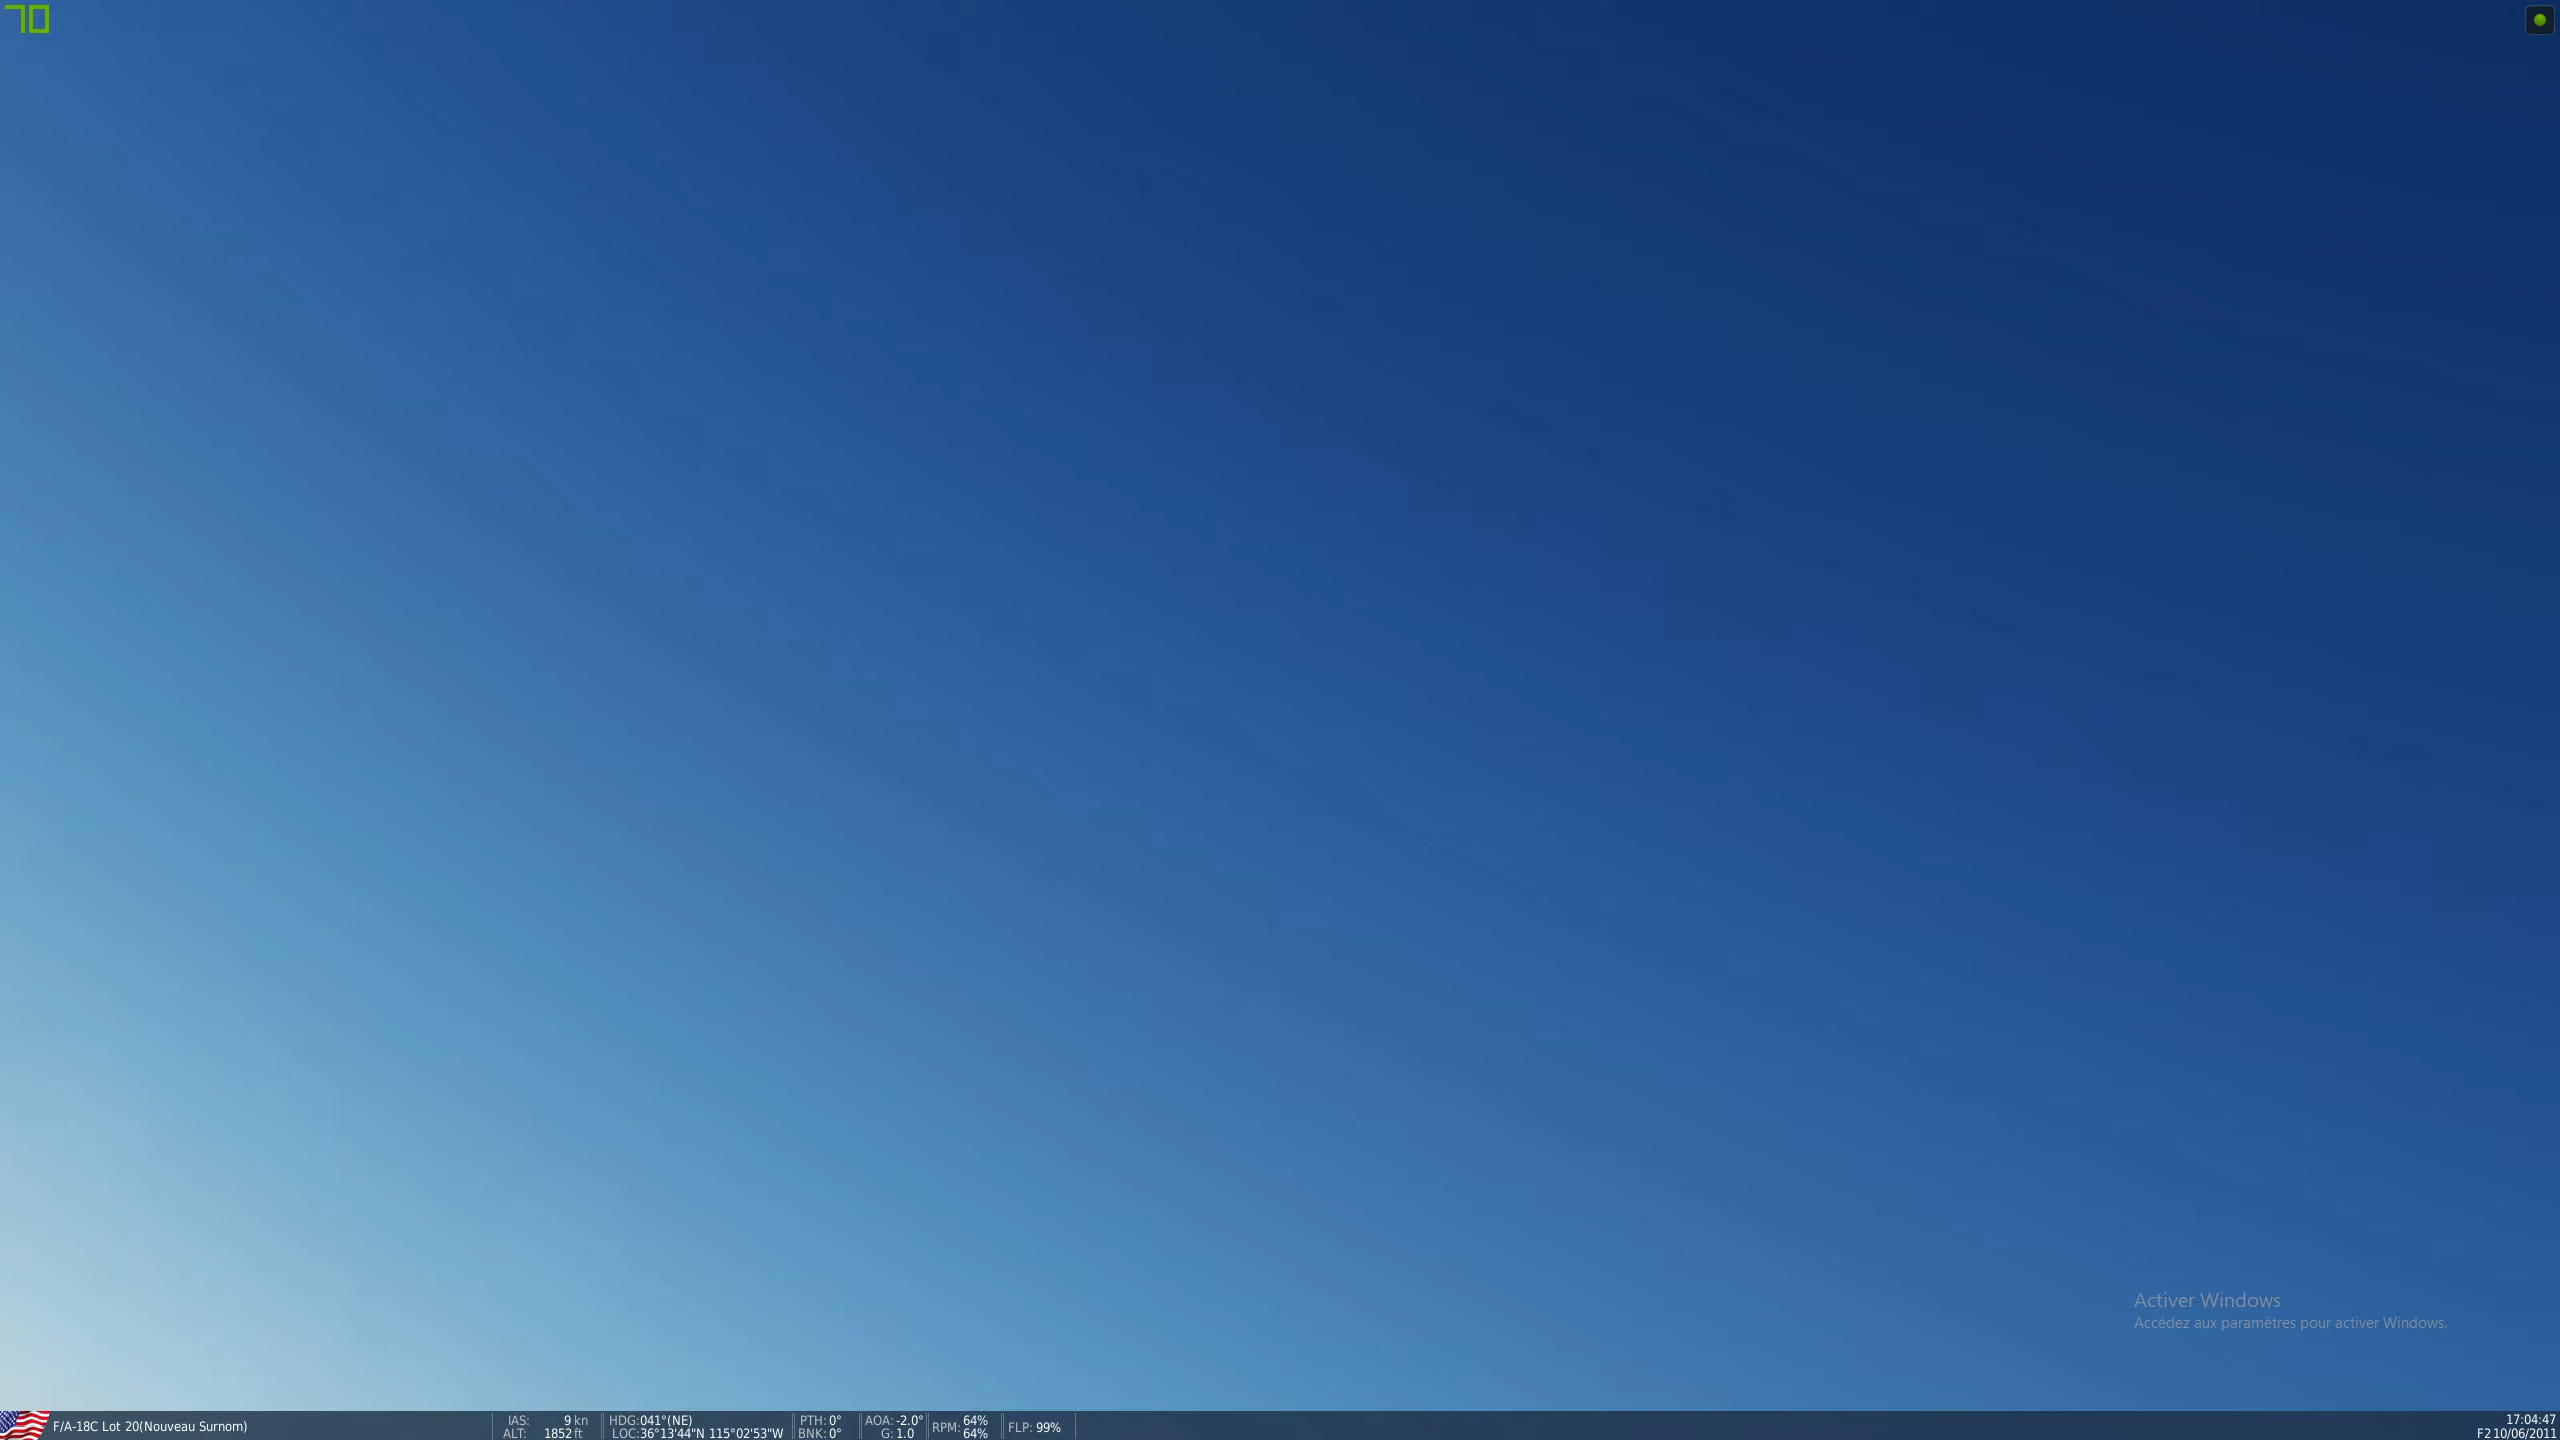 70
Activer Windows
Accédez aux paramètres pour activer Windows.
F/A-18C Lot 20(Nouveau Surnom)
IAS: 9 kn
ALT: 1852 ft
HDG:041°(NE)
LOC:36°13'44"N 115°02'53"W
PTH: 0°
BNK: 0°
AOA: -2.0°
G: 1.0
RPM: 64%
64%
FLP: 99%
17:04:47
F2 10/06/2011